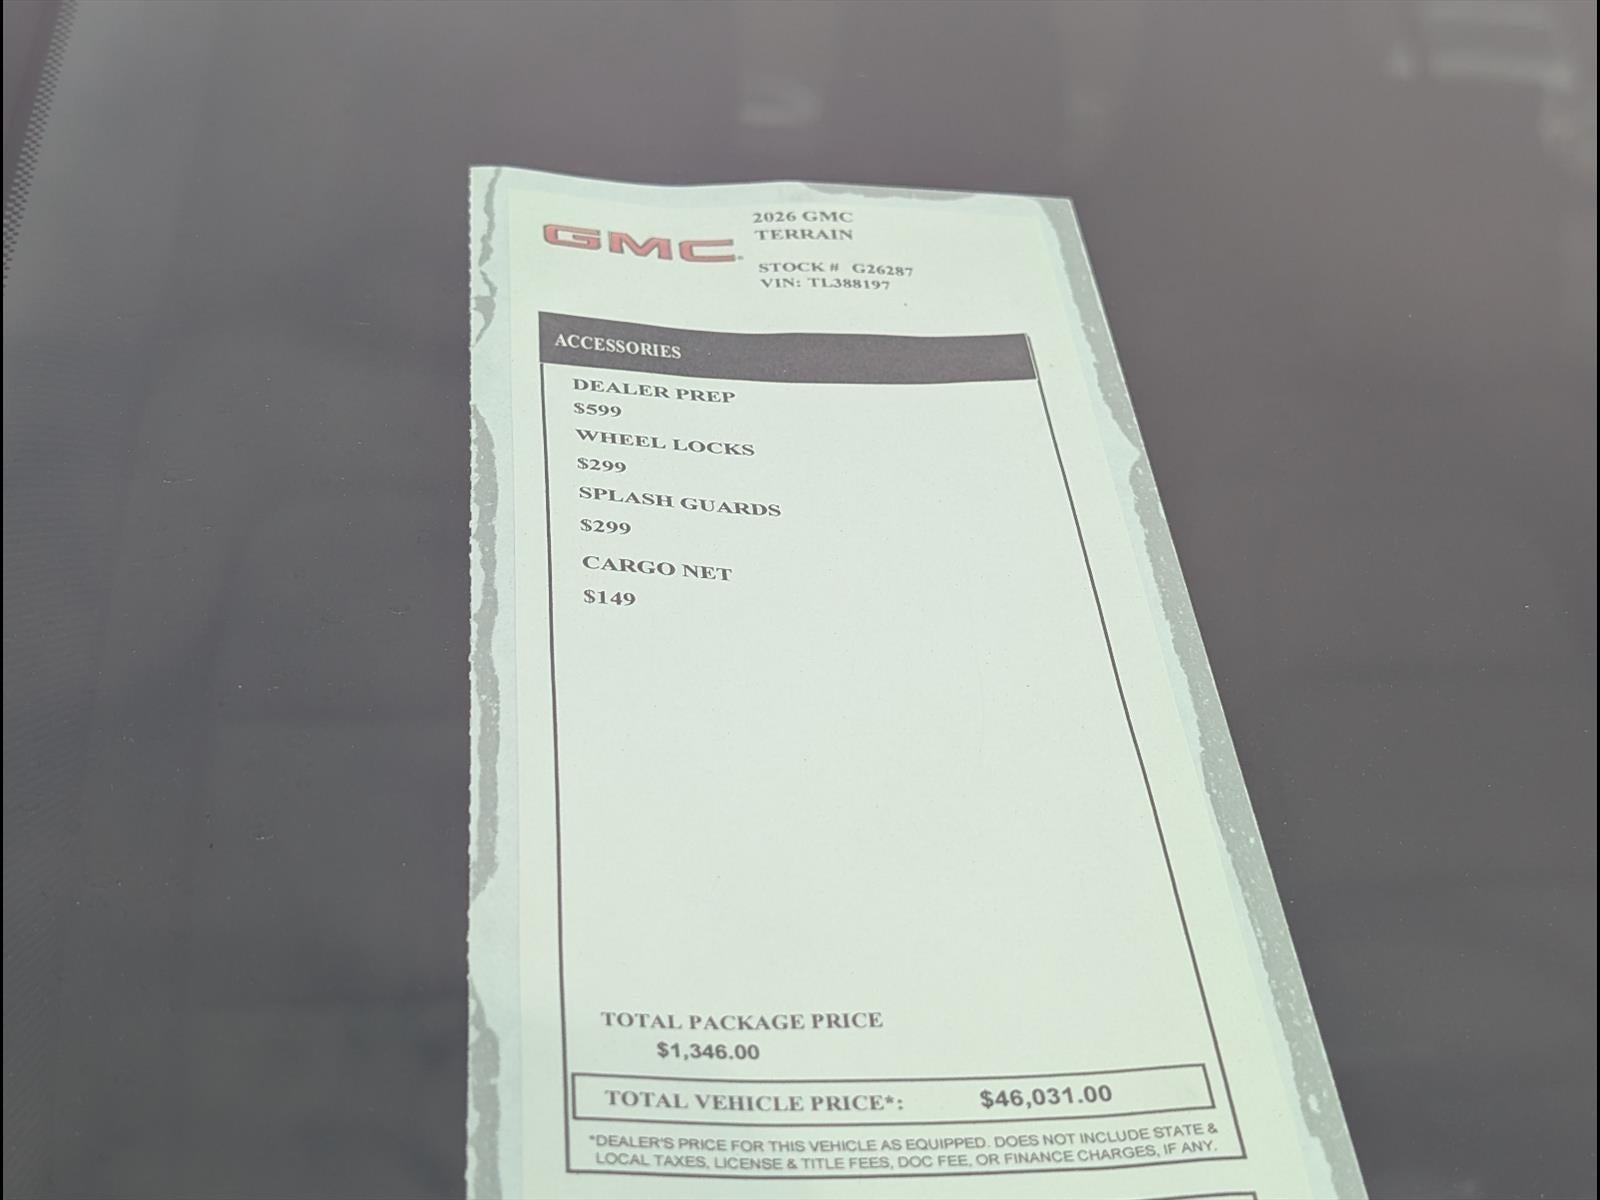 GMC
2026 GMC
TERRAIN
STOCK # G26287
VIN: TL388197
ACCESSORIES
DEALER PREP
$599
WHEEL LOCKS
$299
SPLASH GUARDS
$299
CARGO NET
$149
TOTAL PACKAGE PRICE
$1,346.00
TOTAL VEHICLE PRICE*: $46,031.00
*DEALER'S PRICE FOR THIS VEHICLE AS EQUIPPED. DOES NOT INCLUDE STATE &
LOCAL TAXES, LICENSE & TITLE FEES, DOC FEE, OR FINANCE CHARGES, IF ANY.